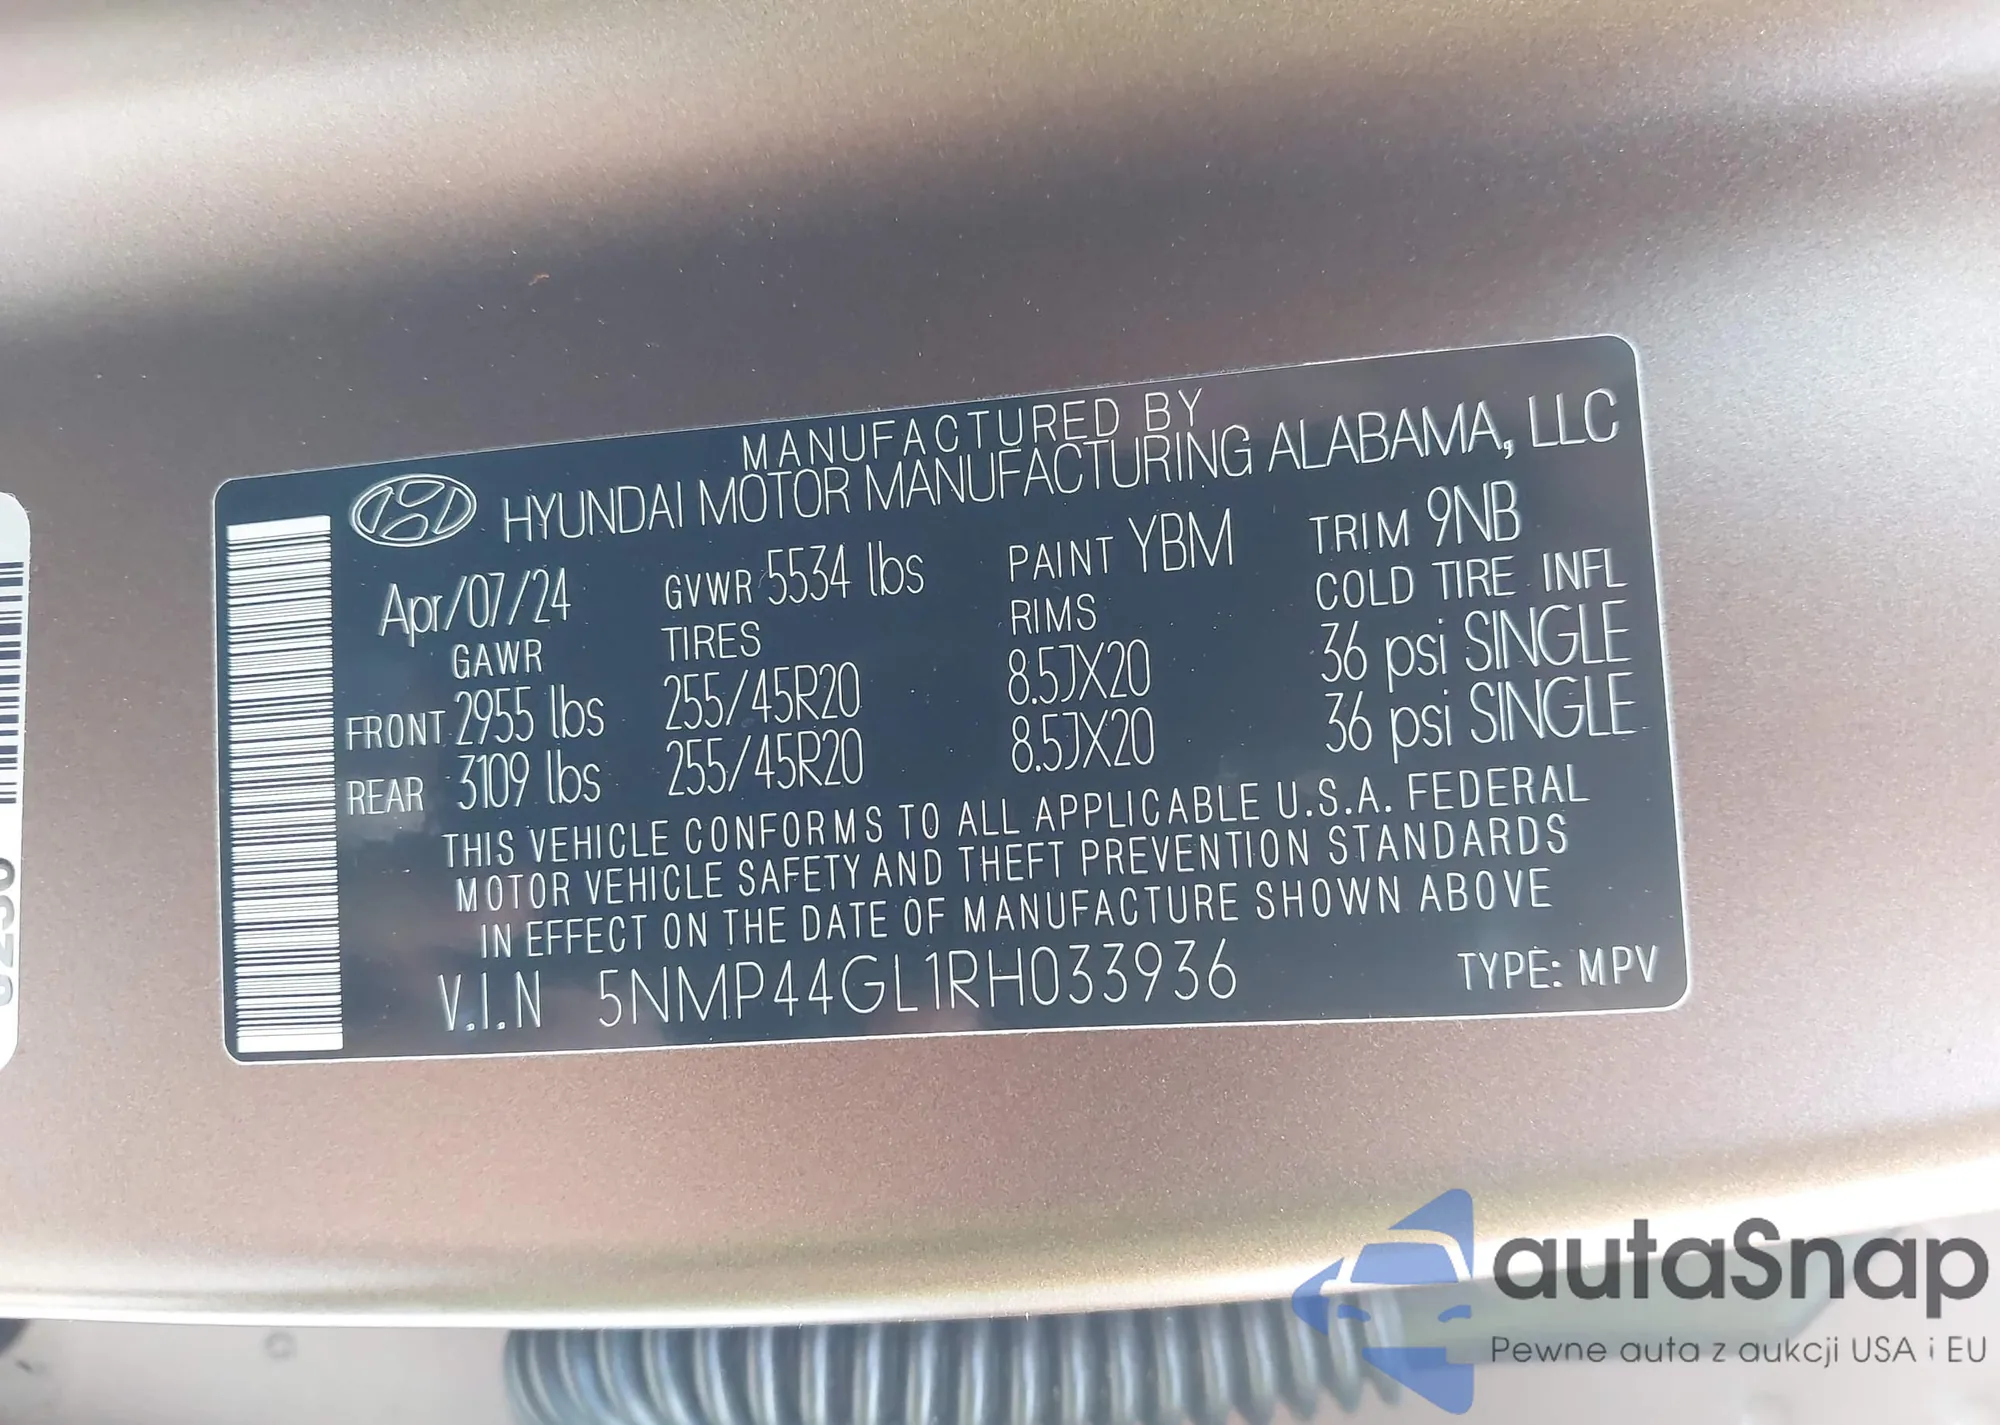 MANUFACTURED BY
HYUNDAI MOTOR MANUFACTURING ALABAMA, LLC
Apr/07/24 GVWR 5534 lbs PAINT YBM TRIM 9NB
GAWR TIRES RIMS COLD TIRE INFL
FRONT 2955 lbs 255/45R20 8.5JX20 36 psi SINGLE
REAR 3109 lbs 255/45R20 8.5JX20 36 psi SINGLE
THIS VEHICLE CONFORMS TO ALL APPLICABLE U.S.A. FEDERAL
MOTOR VEHICLE SAFETY AND THEFT PREVENTION STANDARDS
IN EFFECT ON THE DATE OF MANUFACTURE SHOWN ABOVE
V.I.N 5NMP44GL1RH033936 TYPE: MPV
autaSnap
Pewne auta z aukcji USA i EU